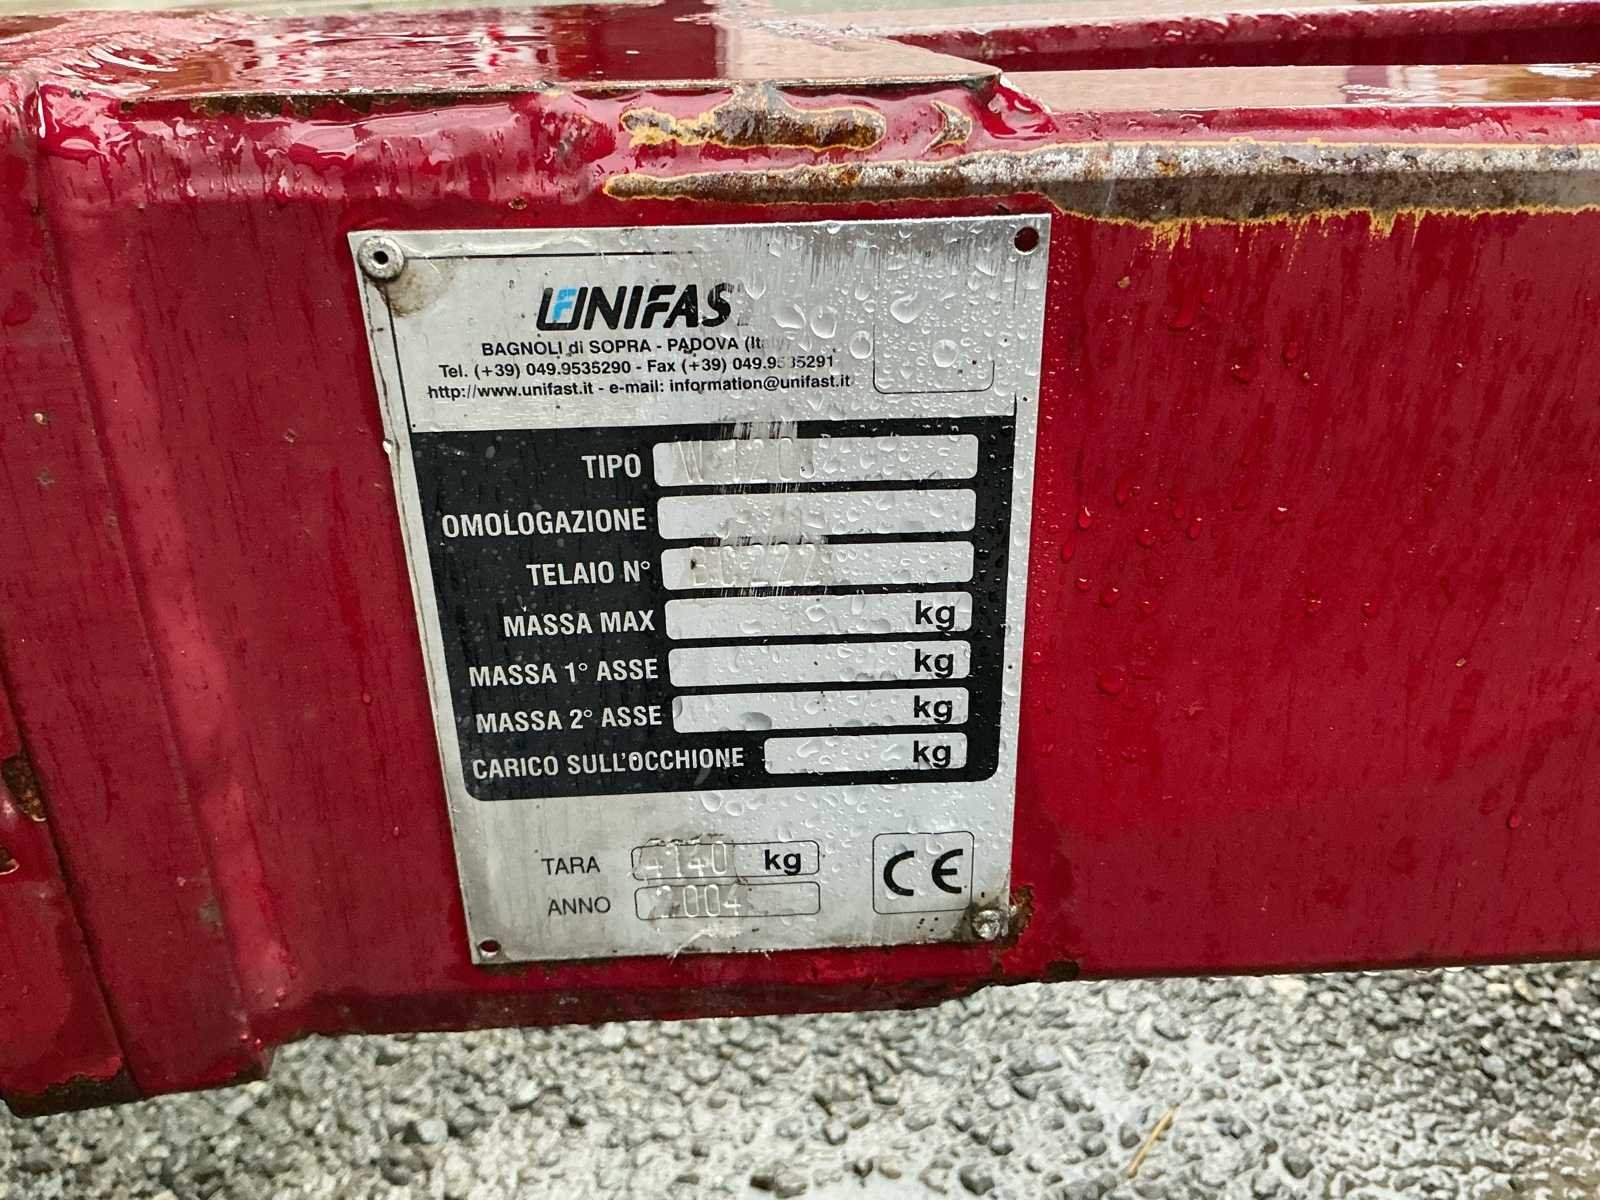 UNIFAST
BAGNOLI di SOPRA - PADOVA (Italy)
Tel. (+39) 049.9535290 - Fax (+39) 049.9535291
http://www.unifast.it - e-mail: information@unifast.it
TIPO
OMOLOGAZIONE
TELAIO N°
MASSA MAX kg
MASSA 1° ASSE kg
MASSA 2° ASSE kg
CARICO SULL'OCCHIONE kg
TARA 4140 kg
ANNO 2004
CE